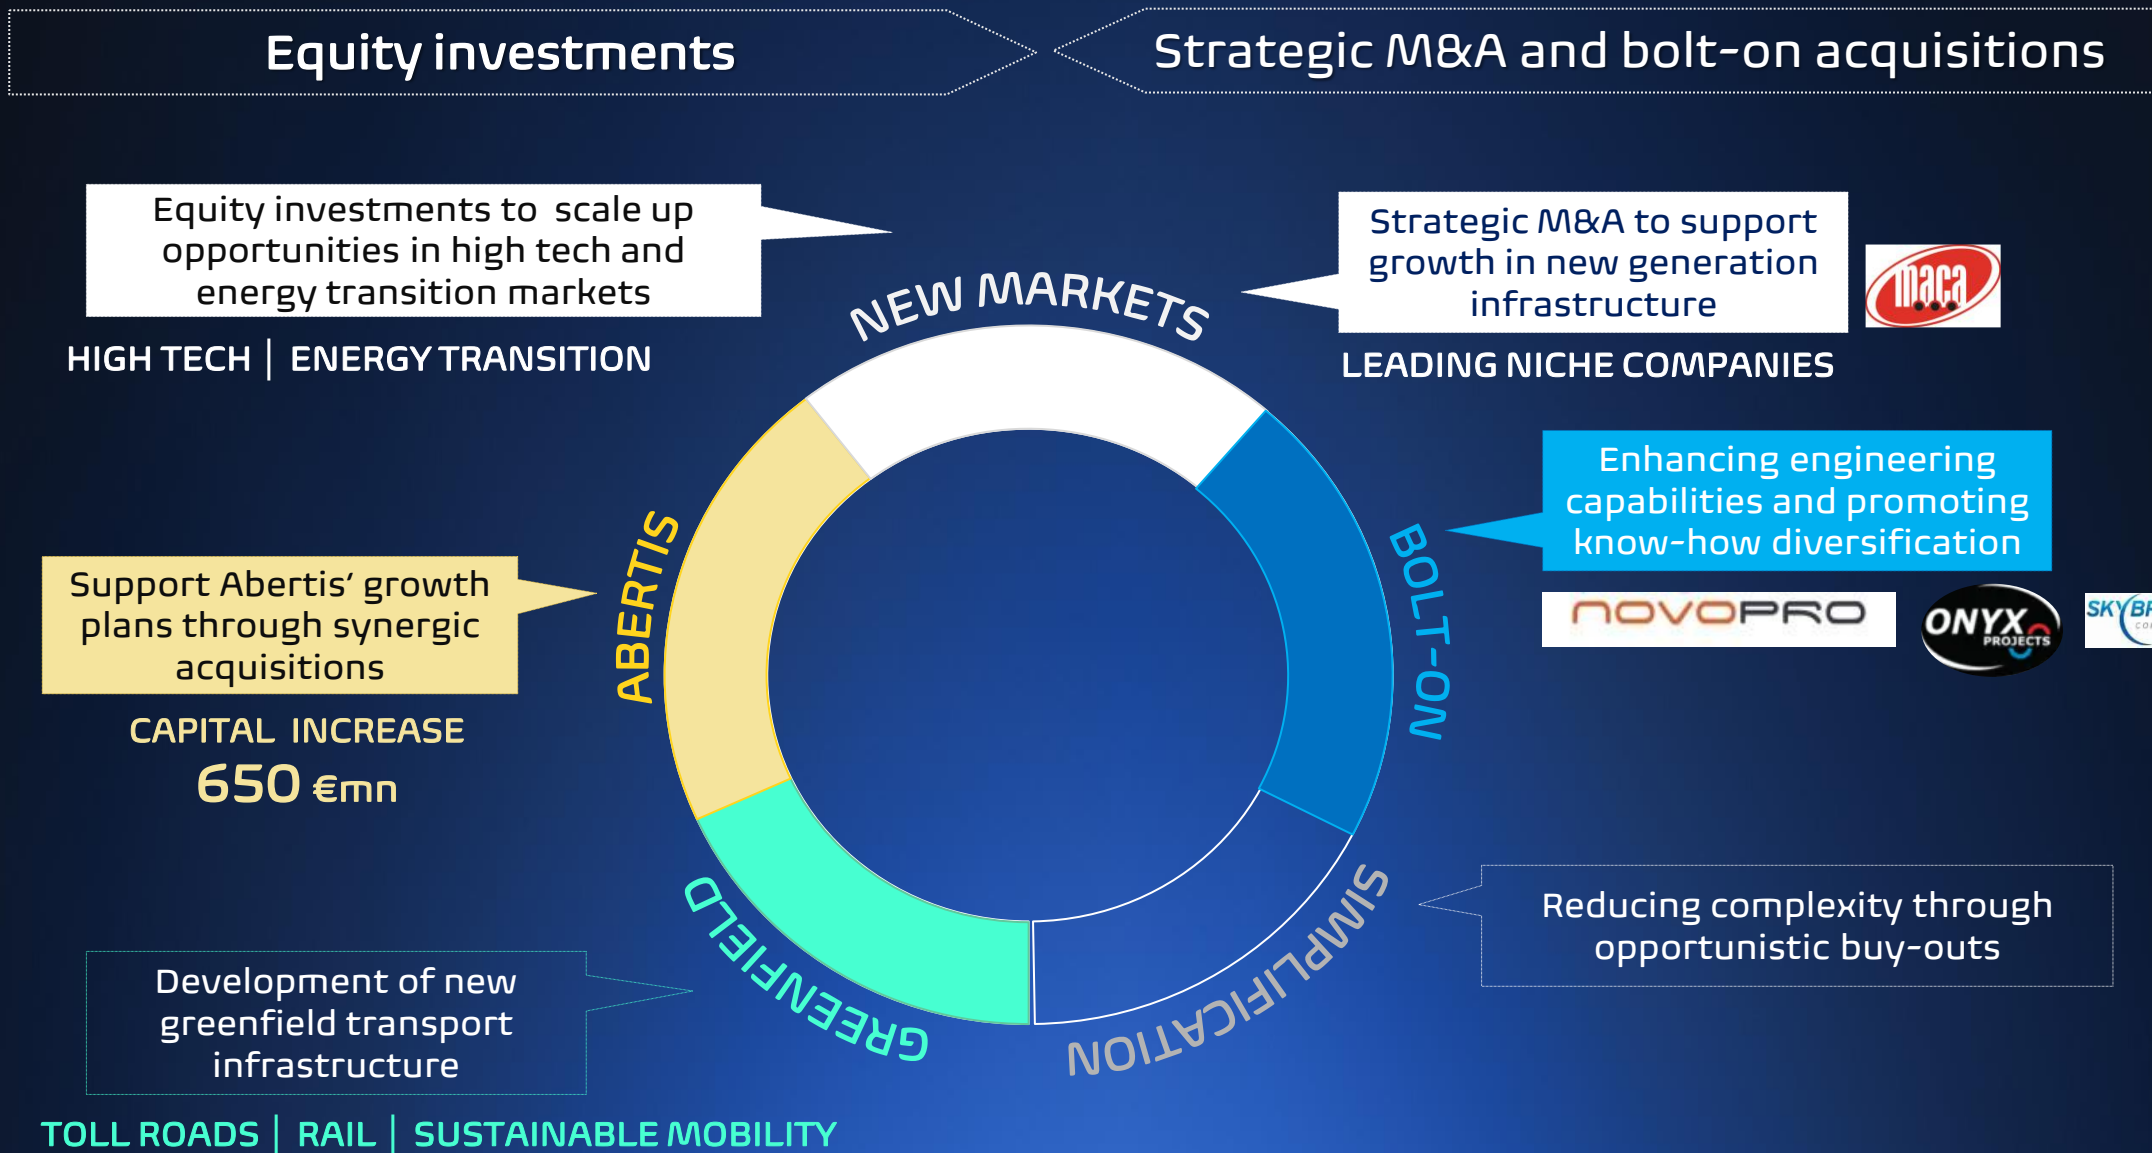 Equity investments
Strategic M&A and bolt-on acquisitions
Equity investments to scale up
opportunities in high tech and
energy transition markets
HIGH TECH | ENERGY TRANSITION
Strategic M&A to support
growth in new generation
infrastructure
maca
LEADING NICHE COMPANIES
NEW MARKETS
Enhancing engineering
capabilities and promoting
know-how diversification
BOLT-ON
NOVOPRO
ONYX
PROJECTS
ABERTIS
Support Abertis’ growth
plans through synergic
acquisitions
CAPITAL INCREASE
650 €mn
SIMPLIFICATION
Reducing complexity through
opportunistic buy-outs
GREENFIELD
Development of new
greenfield transport
infrastructure
TOLL ROADS | RAIL | SUSTAINABLE MOBILITY